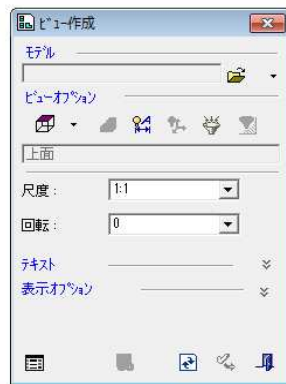 ﾋﾞｭｰ作成
ﾓﾃﾞﾙ
ﾋﾞｭｰｵﾌﾟｼｮﾝ
上面
尺度：
1:1
回転：
0
ﾃｷｽﾄ
表示ｵﾌﾟｼｮﾝ